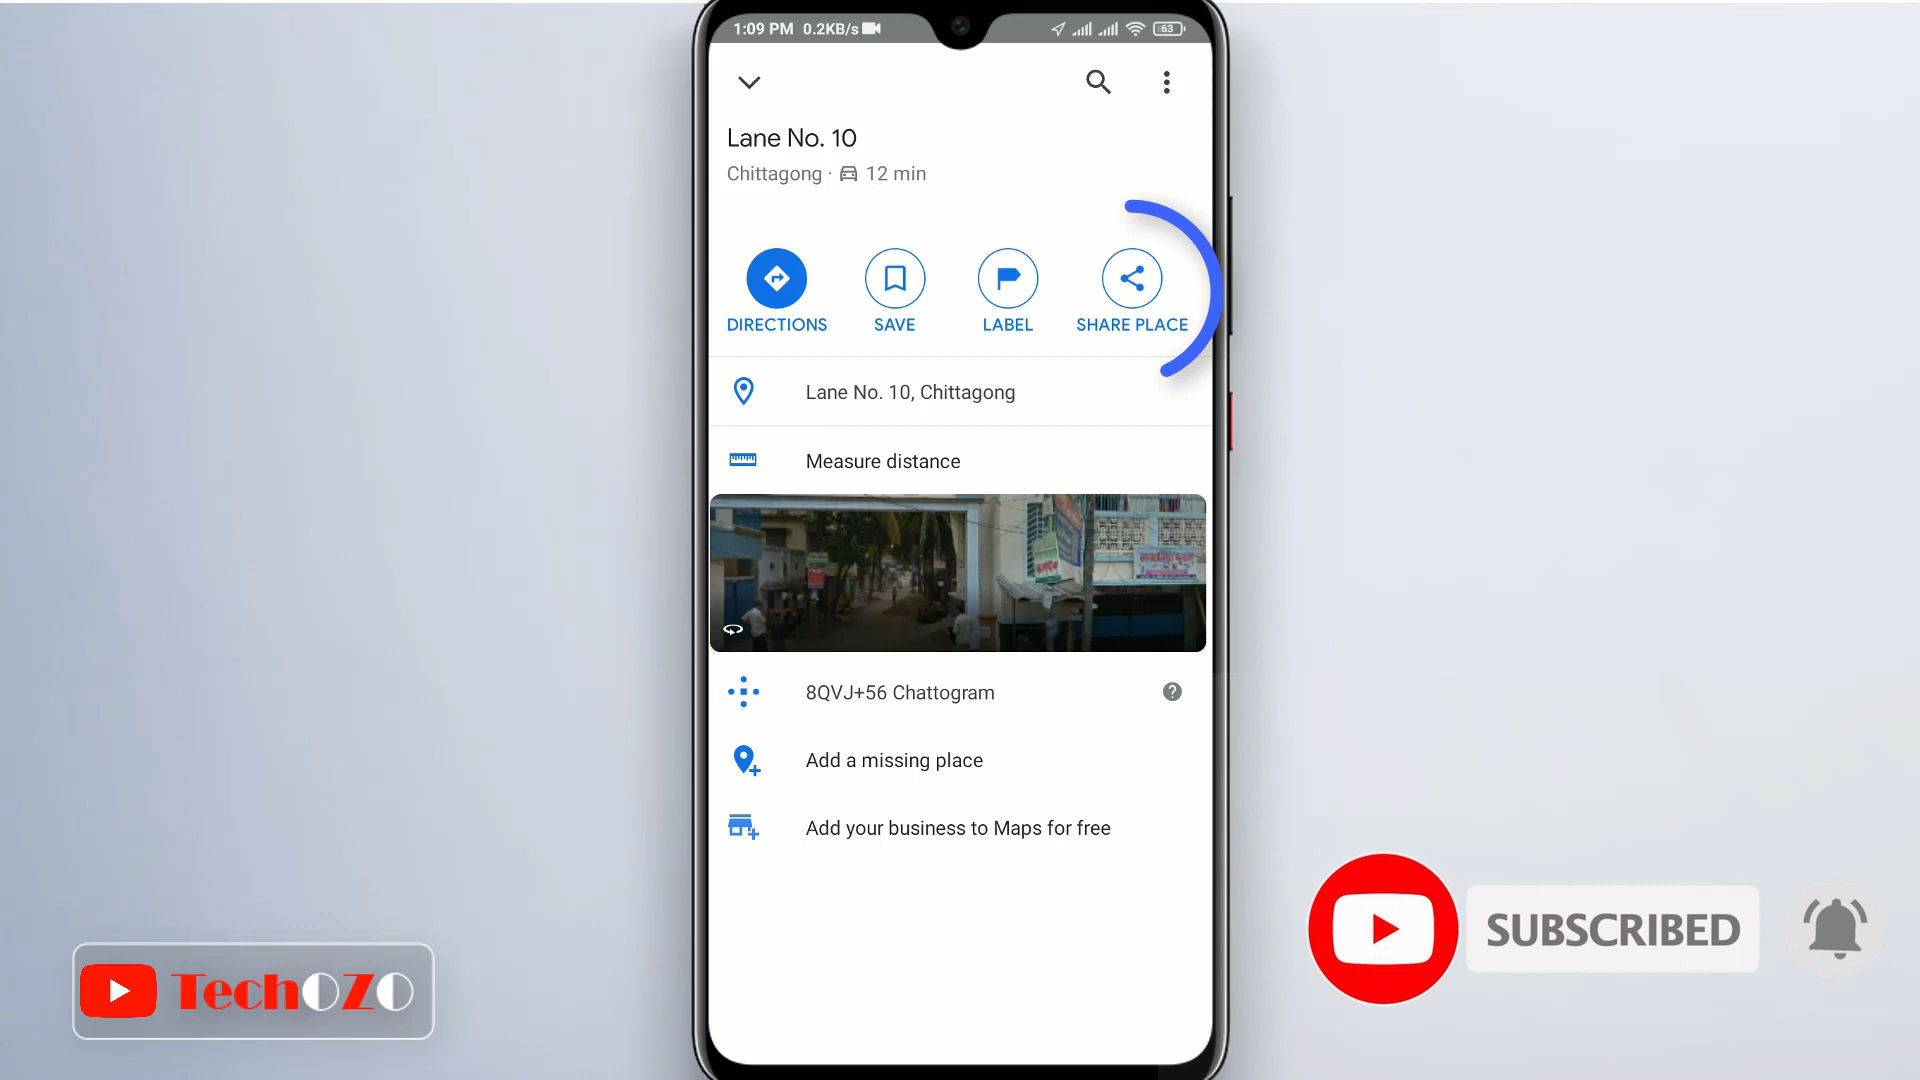 1:09 PM 0.2KB/s
63
Lane No. 10
Chittagong · 12 min
DIRECTIONS
SAVE
LABEL
SHARE PLACE
Lane No. 10, Chittagong
Measure distance
8QVJ+56 Chattogram
?
Add a missing place
Add your business to Maps for free
SUBSCRIBED
TechOZO